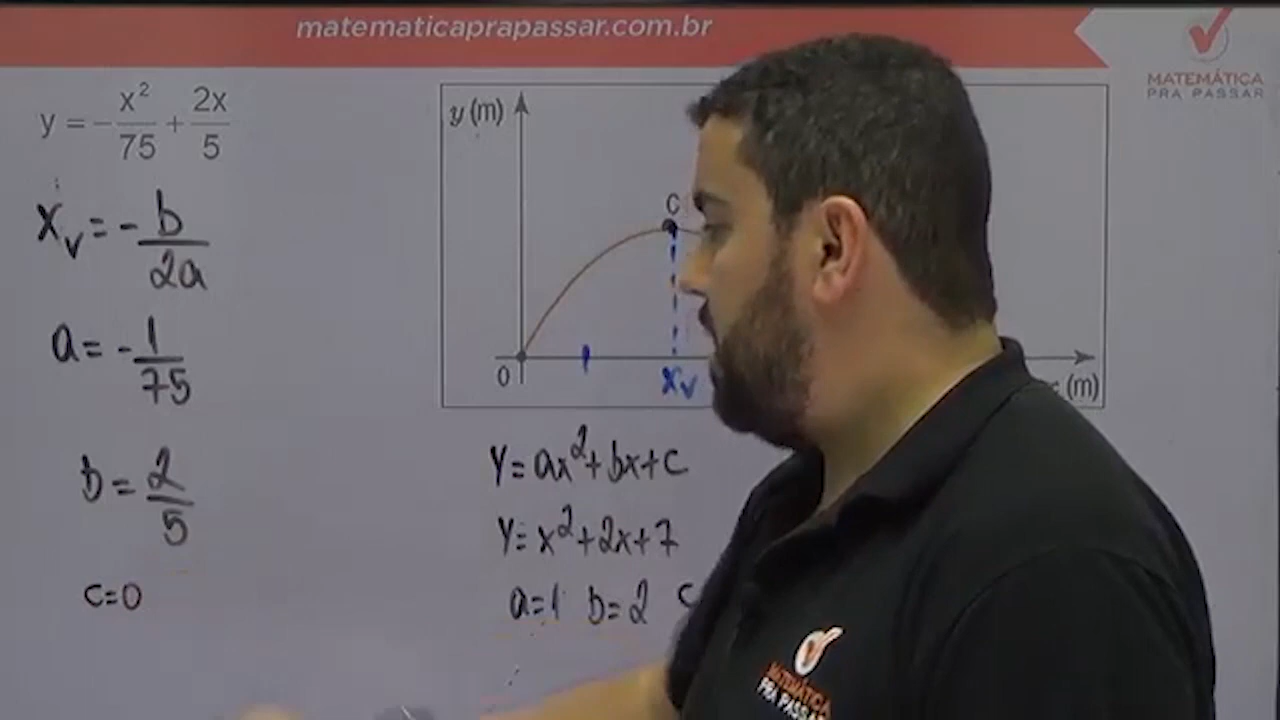 matematicaprapassar.com.br
MATEMÁTICA
PRA PASSAR
y = -x²/75 + 2x/5
y (m)
C
Xv = -b/2a
a = -1/75
0
xv
(m)
Y = ax² + bx + c
b = 2/5
Y = x² + 2x + 7
c = 0
a = 1 b = 2 c
MATEMÁTICA
PRA PASSAR